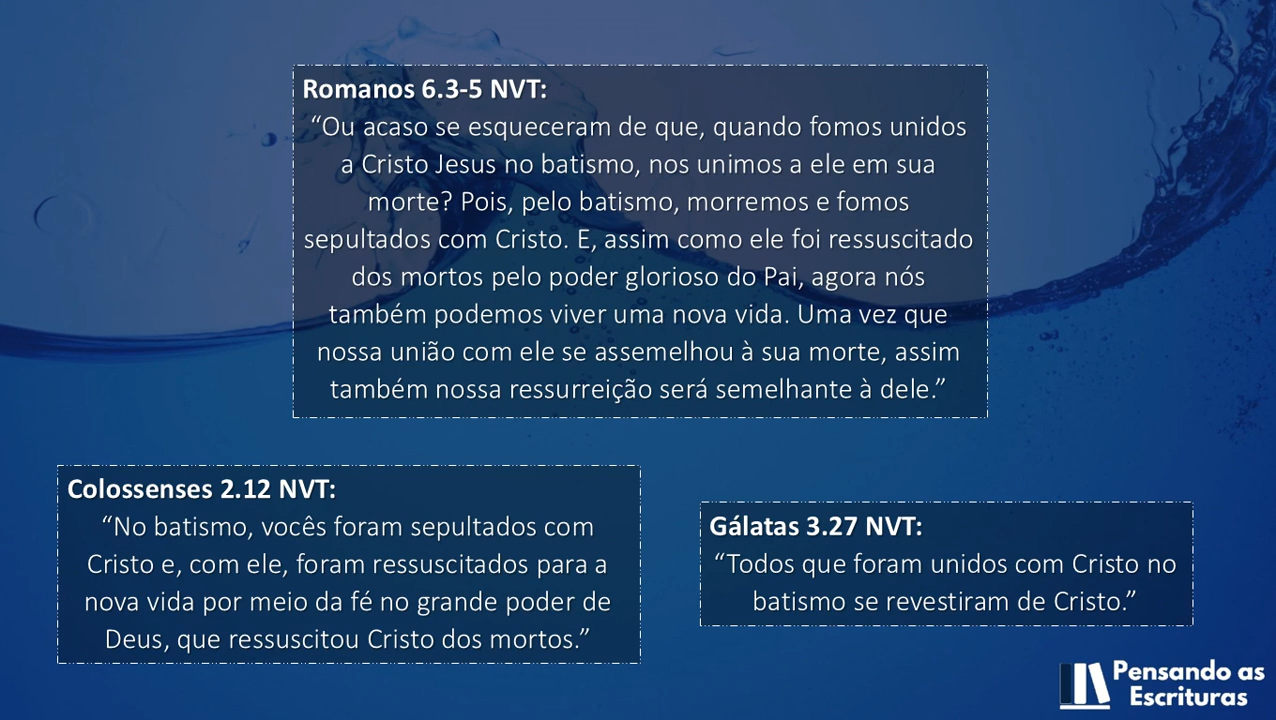 Romanos 6.3-5 NVT:
“Ou acaso se esqueceram de que, quando fomos unidos
a Cristo Jesus no batismo, nos unimos a ele em sua
morte? Pois, pelo batismo, morremos e fomos
sepultados com Cristo. E, assim como ele foi ressuscitado
dos mortos pelo poder glorioso do Pai, agora nós
também podemos viver uma nova vida. Uma vez que
nossa união com ele se assemelhou à sua morte, assim
também nossa ressurreição será semelhante à dele.”
Colossenses 2.12 NVT:
“No batismo, vocês foram sepultados com
Cristo e, com ele, foram ressuscitados para a
nova vida por meio da fé no grande poder de
Deus, que ressuscitou Cristo dos mortos.”
Gálatas 3.27 NVT:
“Todos que foram unidos com Cristo no
batismo se revestiram de Cristo.”
Pensando as
Escrituras